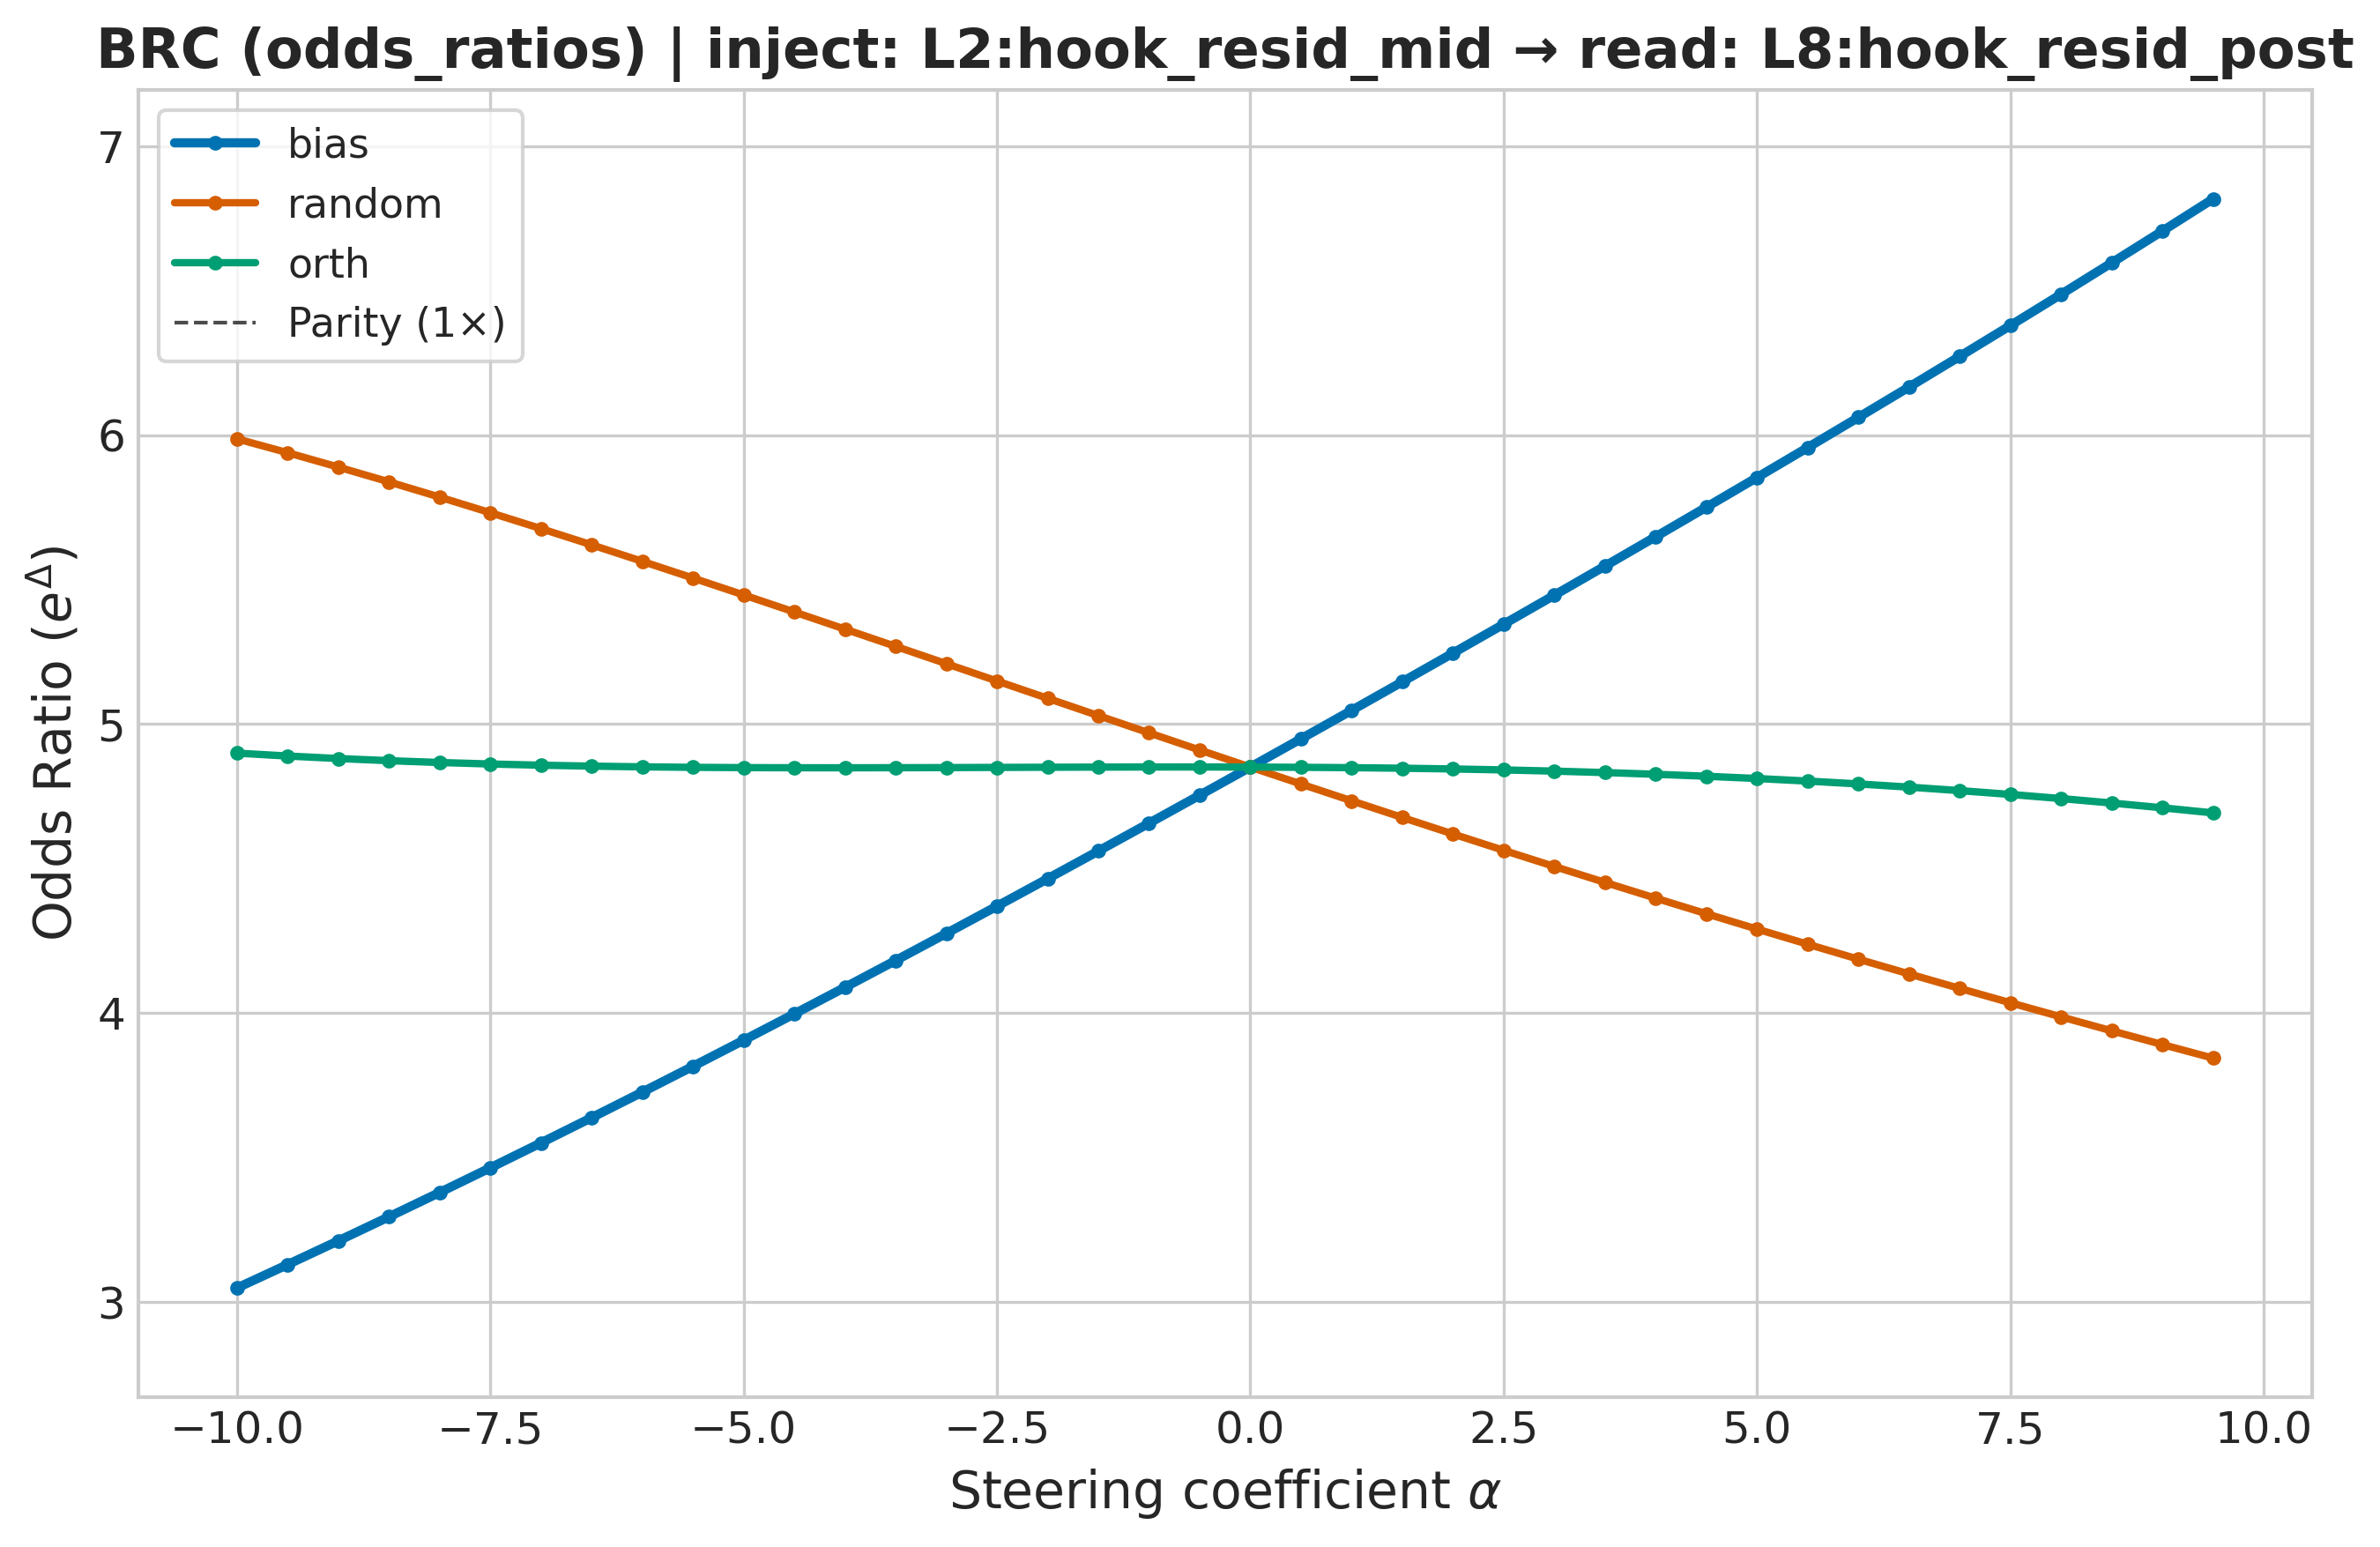 BRC (odds_ratios) | inject: L2:hook_resid_mid → read: L8:hook_resid_post
bias
random
orth
Parity (1×)
7
6
5
4
3
Odds Ratio (e^Δ)
−10.0 −7.5 −5.0 −2.5 0.0 2.5 5.0 7.5 10.0
Steering coefficient α